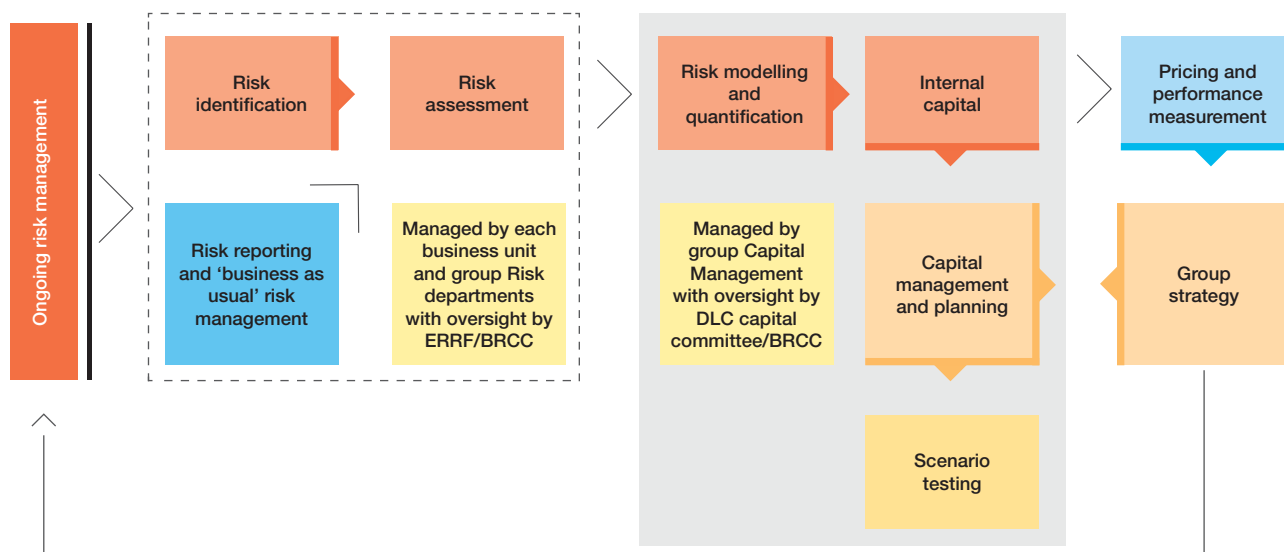 Ongoing risk management
Risk
identification
Risk
assessment
Risk reporting
and ‘business as
usual’ risk
management
Managed by each
business unit
and group Risk
departments
with oversight by
ERRF/BRCC
Risk modelling
and
quantification
Internal
capital
Managed by
group Capital
Management
with oversight by
DLC capital
committee/BRCC
Capital
management
and planning
Scenario
testing
Pricing and
performance
measurement
Group
strategy